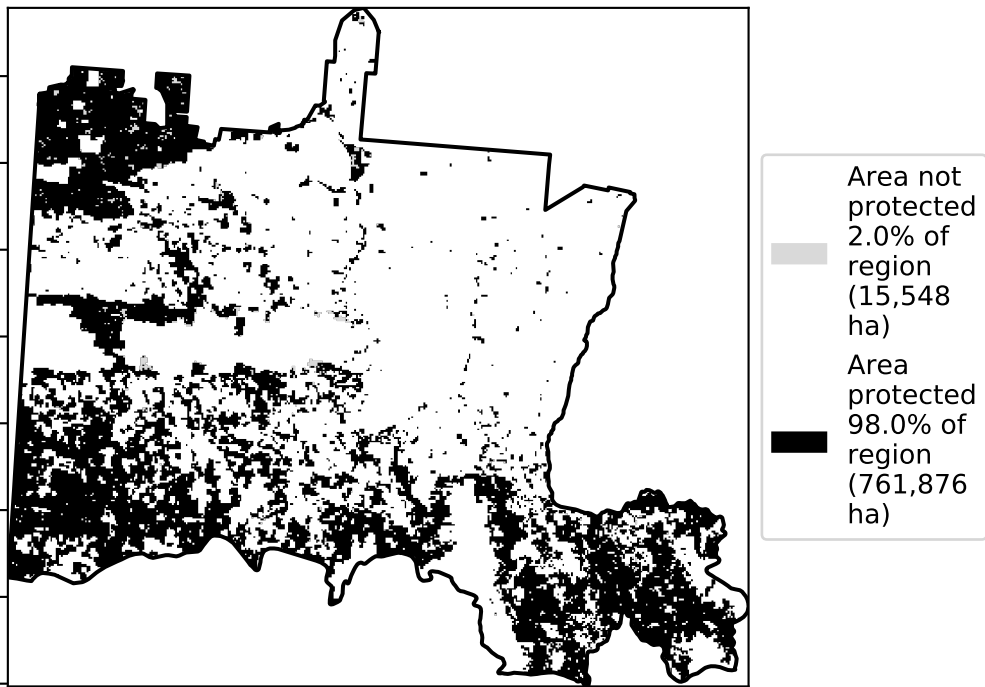 Area not
protected
2.0% of
region
(15,548
ha)
Area
protected
98.0% of
region
(761,876
ha)